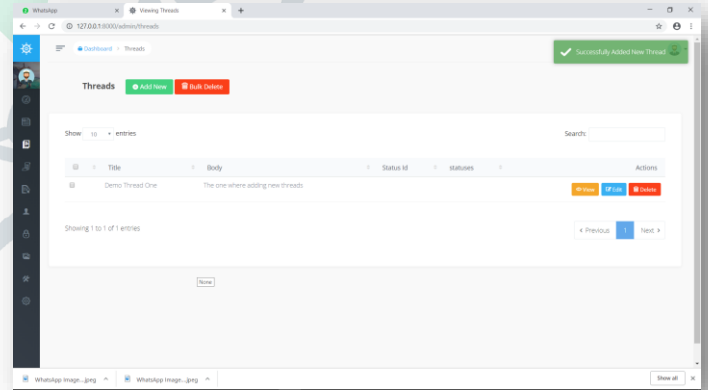 WhatsApp
Viewing Threads
127.0.0.1:8000/admin/threads
Dashboard > Threads
Successfully Added New Thread
Threads
Add New
Bulk Delete
Show 10 entries
Search:
Title
Body
Status Id
statuses
Actions
Demo Thread One
The one where adding new threads
View
Edit
Delete
Showing 1 to 1 of 1 entries
Previous
1
Next
None
WhatsApp Image...jpeg
WhatsApp Image...jpeg
Show all